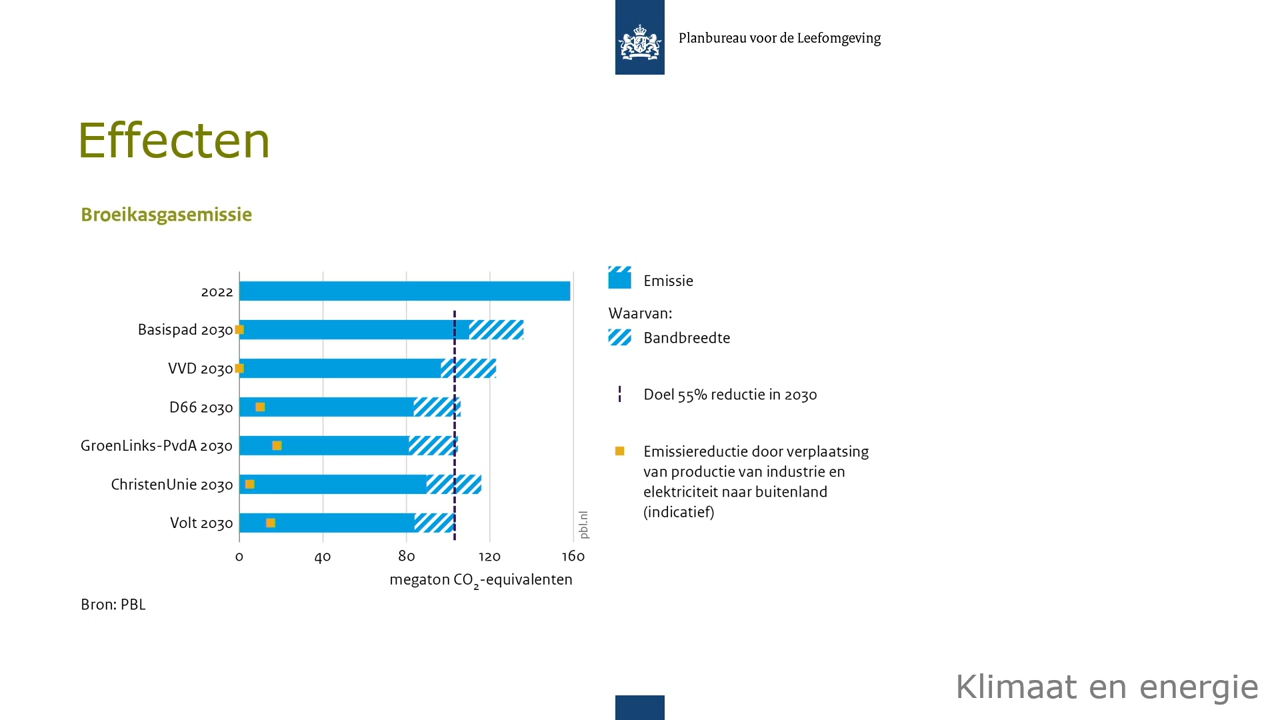 Planbureau voor de Leefomgeving
Effecten
Broeikasgasemissie
2022
Basispad 2030
VVD 2030
D66 2030
GroenLinks-PvdA 2030
ChristenUnie 2030
Volt 2030
0 40 80 120 160
megaton CO₂-equivalenten
pbl.nl
Emissie
Waarvan:
Bandbreedte
Doel 55% reductie in 2030
Emissiereductie door verplaatsing
van productie van industrie en
elektriciteit naar buitenland
(indicatief)
Bron: PBL
Klimaat en energie